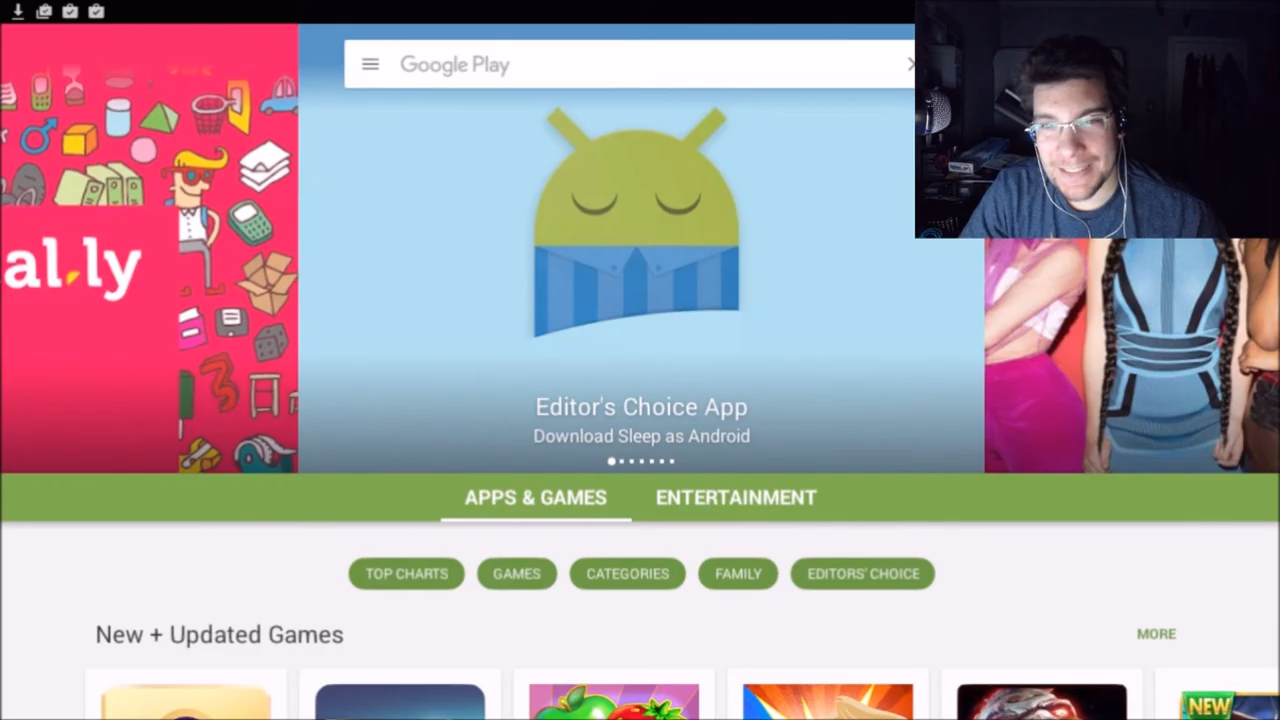 Google Play
al.ly
Editor's Choice App
Download Sleep as Android
APPS & GAMES
ENTERTAINMENT
TOP CHARTS
GAMES
CATEGORIES
FAMILY
EDITORS' CHOICE
New + Updated Games
MORE
NEW